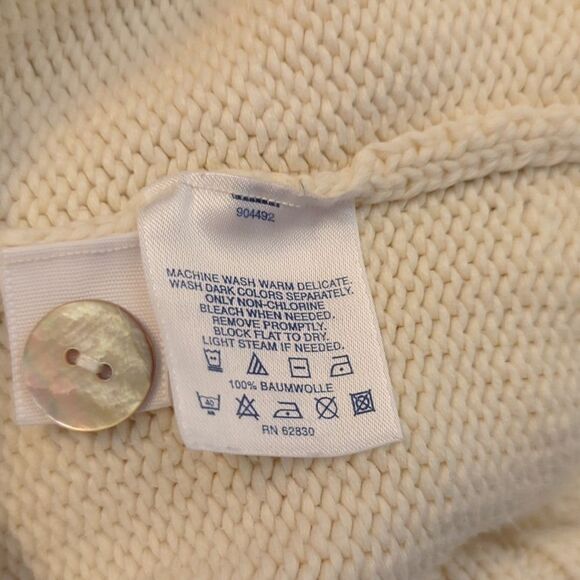 904492
MACHINE WASH WARM DELICATE.
WASH DARK COLORS SEPARATELY.
ONLY NON-CHLORINE
BLEACH WHEN NEEDED.
REMOVE PROMPTLY.
BLOCK FLAT TO DRY.
LIGHT STEAM IF NEEDED.
100% BAUMWOLLE
40
RN 62830